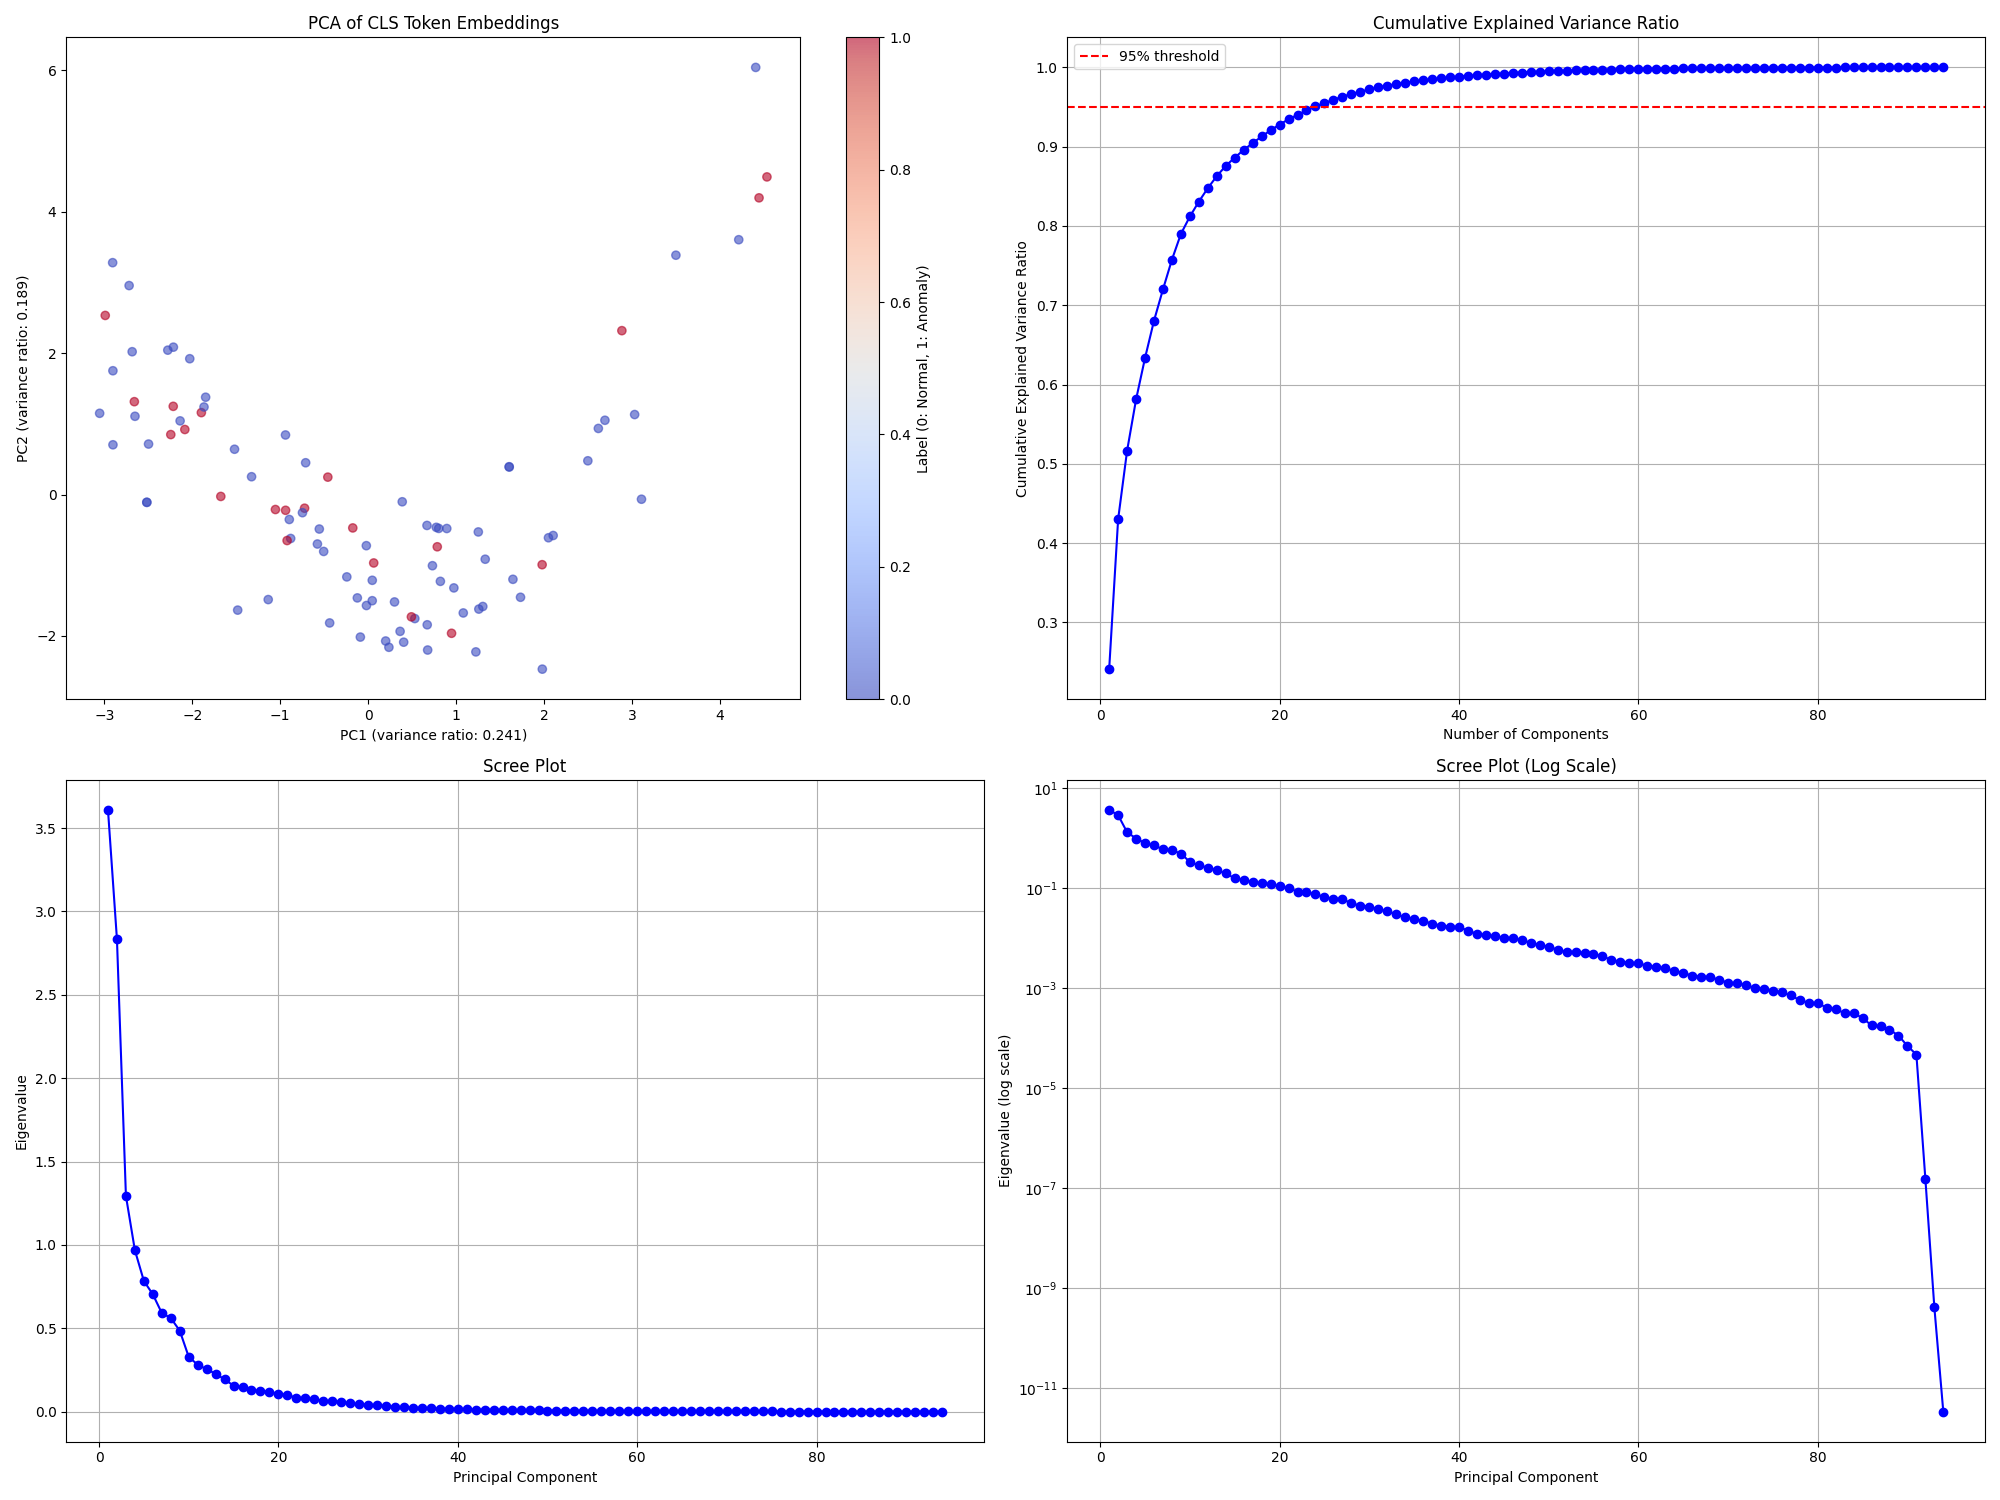 PCA of CLS Token Embeddings
6
4
2
0
−2
PC2 (variance ratio: 0.189)
−3 −2 −1 0 1 2 3 4
PC1 (variance ratio: 0.241)
1.0
0.8
0.6
0.4
0.2
0.0
Label (0: Normal, 1: Anomaly)
Cumulative Explained Variance Ratio
95% threshold
1.0
0.9
0.8
0.7
0.6
0.5
0.4
0.3
Cumulative Explained Variance Ratio
0 20 40 60 80
Number of Components
Scree Plot
3.5
3.0
2.5
2.0
1.5
1.0
0.5
0.0
Eigenvalue
0 20 40 60 80
Principal Component
Scree Plot (Log Scale)
10¹
10⁻¹
10⁻³
10⁻⁵
10⁻⁷
10⁻⁹
10⁻¹¹
Eigenvalue (log scale)
0 20 40 60 80
Principal Component